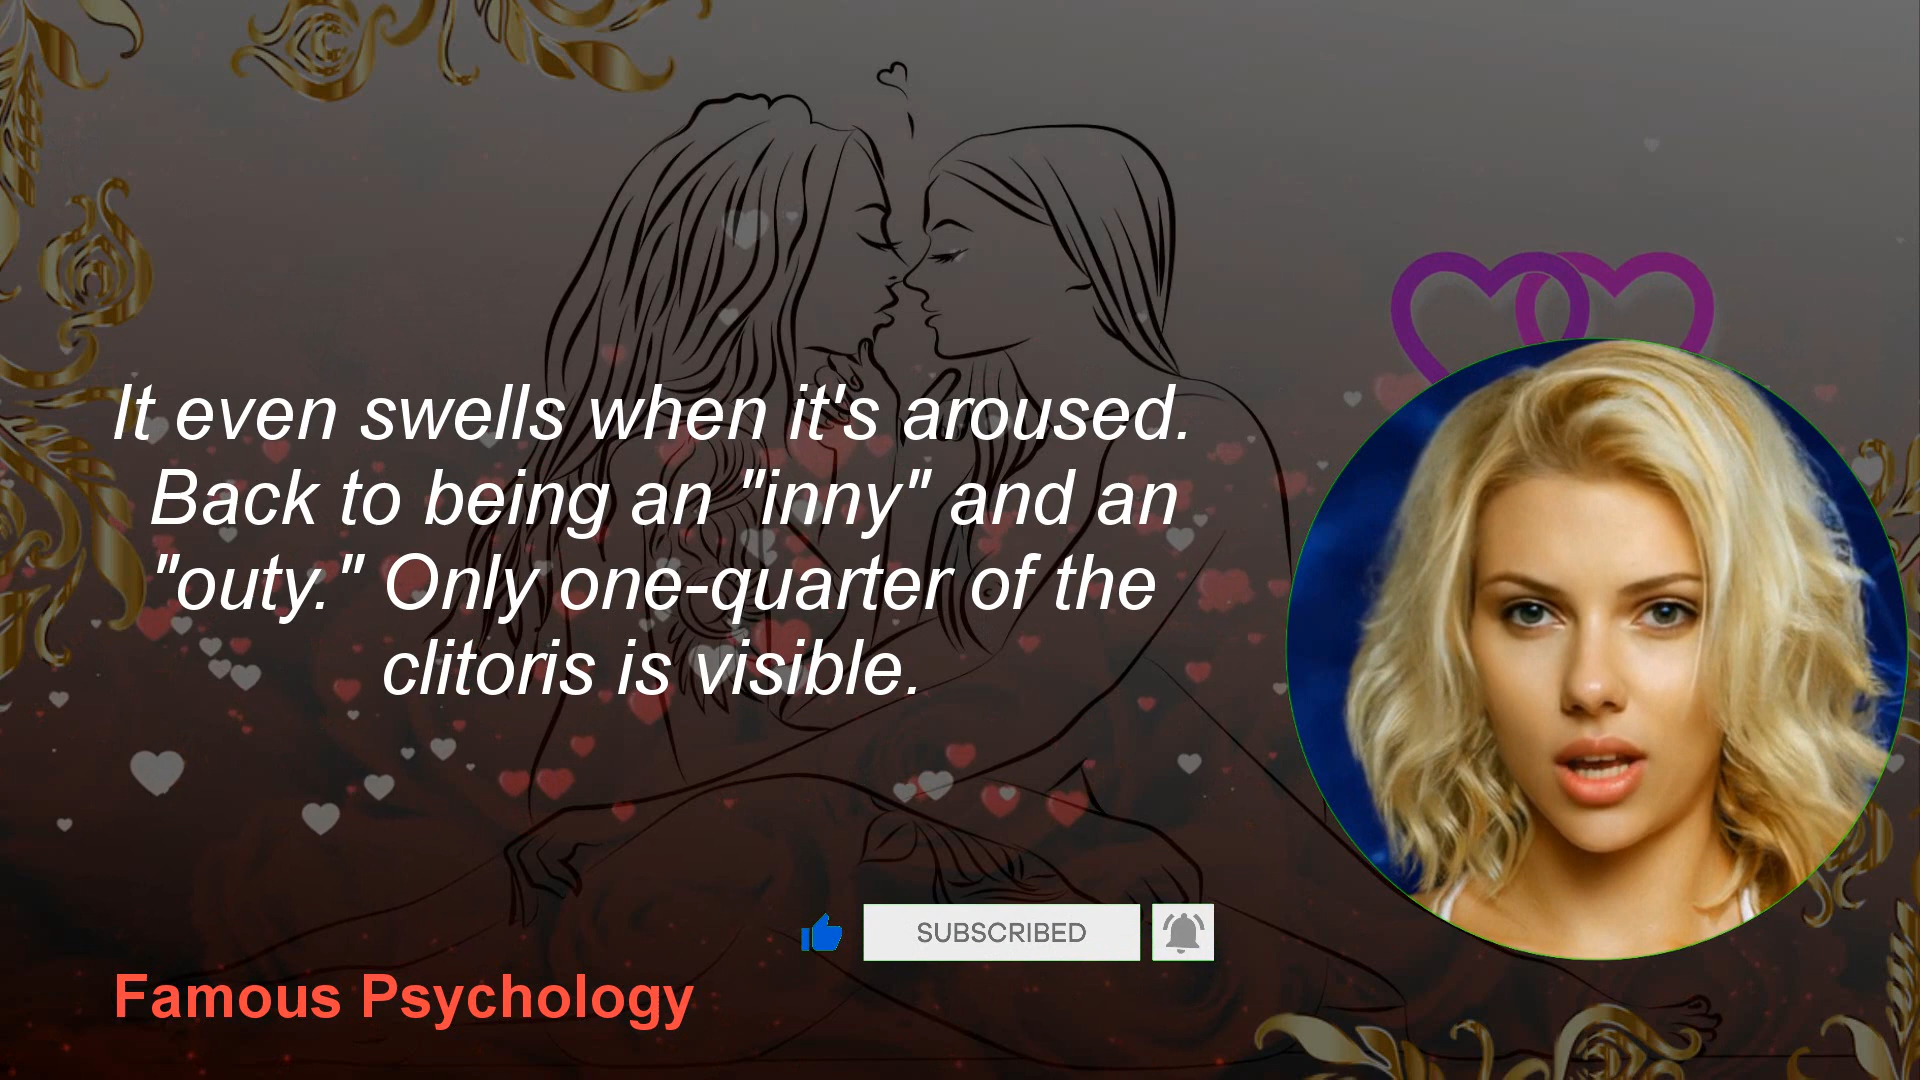 It even swells when it's aroused.
Back to being an "inny" and an
"outy." Only one-quarter of the
clitoris is visible.
SUBSCRIBED
Famous Psychology